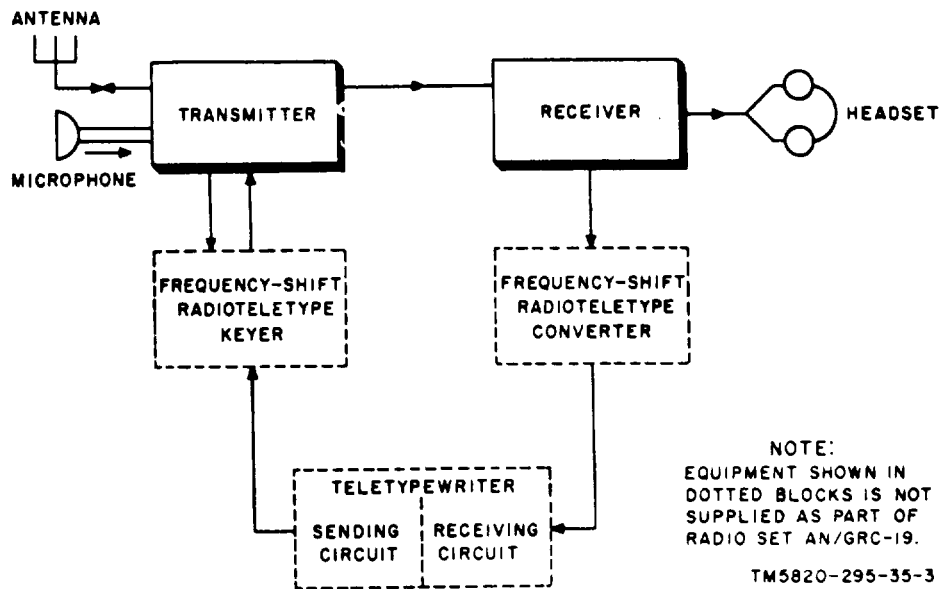 ANTENNA
TRANSMITTER
RECEIVER
HEADSET
MICROPHONE
FREQUENCY-SHIFT
RADIOTELETYPE
KEYER
FREQUENCY-SHIFT
RADIOTELETYPE
CONVERTER
TELETYPEWRITER
SENDING
CIRCUIT
RECEIVING
CIRCUIT
NOTE:
EQUIPMENT SHOWN IN
DOTTED BLOCKS IS NOT
SUPPLIED AS PART OF
RADIO SET AN/GRC-19.
TM5820-295-35-3